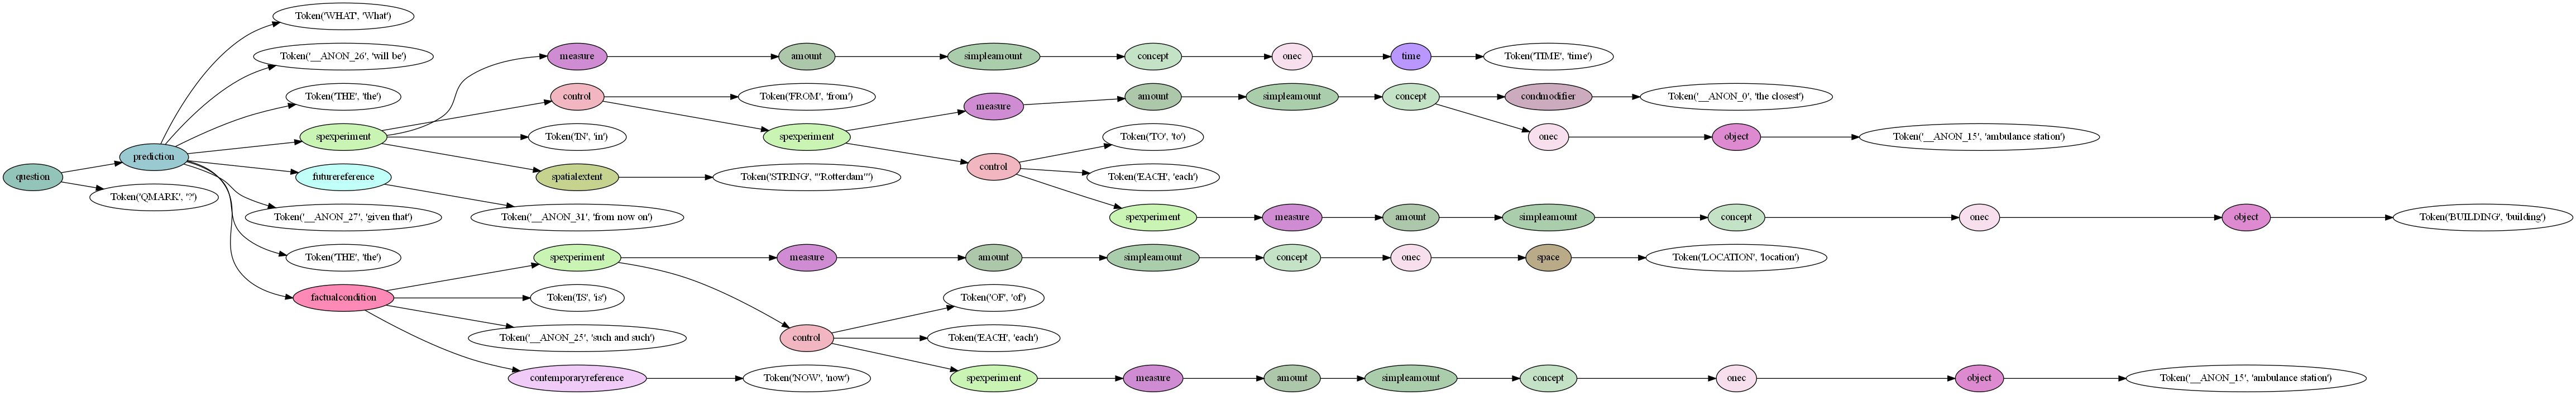 Token('WHAT', 'What')
Token('__ANON_26', 'will be')
measure amount simpleamount concept onec time Token('TIME', 'time')
Token('THE', 'the')
control Token('FROM', 'from') measure amount simpleamount concept condmodifier Token('__ANON_0', 'the closest')
spexperiment Token('IN', 'in') spexperiment Token('TO', 'to') onec object Token('__ANON_15', 'ambulance station')
prediction
control
question futurereference spatialextent Token('STRING', "'Rotterdam'") Token('EACH', 'each')
Token('QMARK', '?')
Token('__ANON_27', 'given that') Token('__ANON_31', 'from now on') spexperiment measure amount simpleamount concept onec object Token('BUILDING', 'building')
Token('THE', 'the') spexperiment measure amount simpleamount concept onec space Token('LOCATION', 'location')
factualcondition Token('IS', 'is') Token('OF', 'of')
Token('__ANON_25', 'such and such') control Token('EACH', 'each')
contemporaryreference Token('NOW', 'now') spexperiment measure amount simpleamount concept onec object Token('__ANON_15', 'ambulance station')